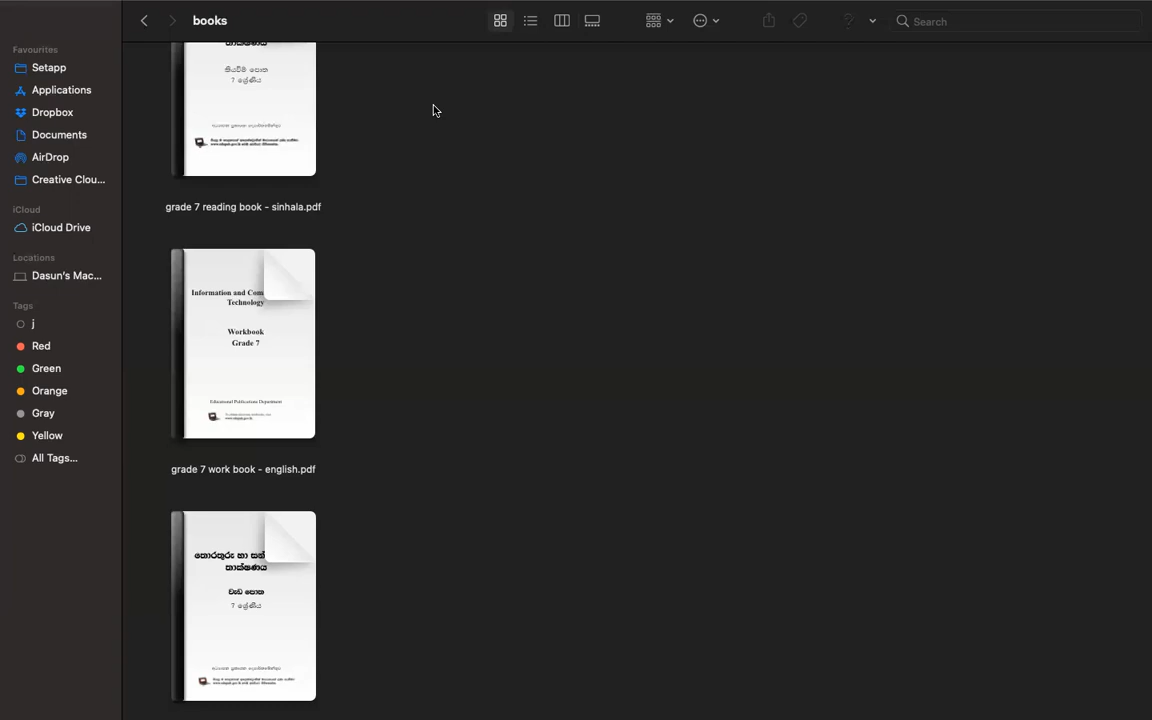 books
Search
Favourites
Setapp
Applications
Dropbox
Documents
AirDrop
Creative Clou...
iCloud
iCloud Drive
Locations
Dasun's Mac...
Tags
j
Red
Green
Orange
Gray
Yellow
All Tags...
තාක්ෂණය
කියවීම් පොත
7 ශ්‍රේණිය
grade 7 reading book - sinhala.pdf
Information and Com
Technology
Workbook
Grade 7
Educational Publications Department
grade 7 work book - english.pdf
තොරතුරු හා සන්
තාක්ෂණය
වැඩ පොත
7 ශ්‍රේණිය